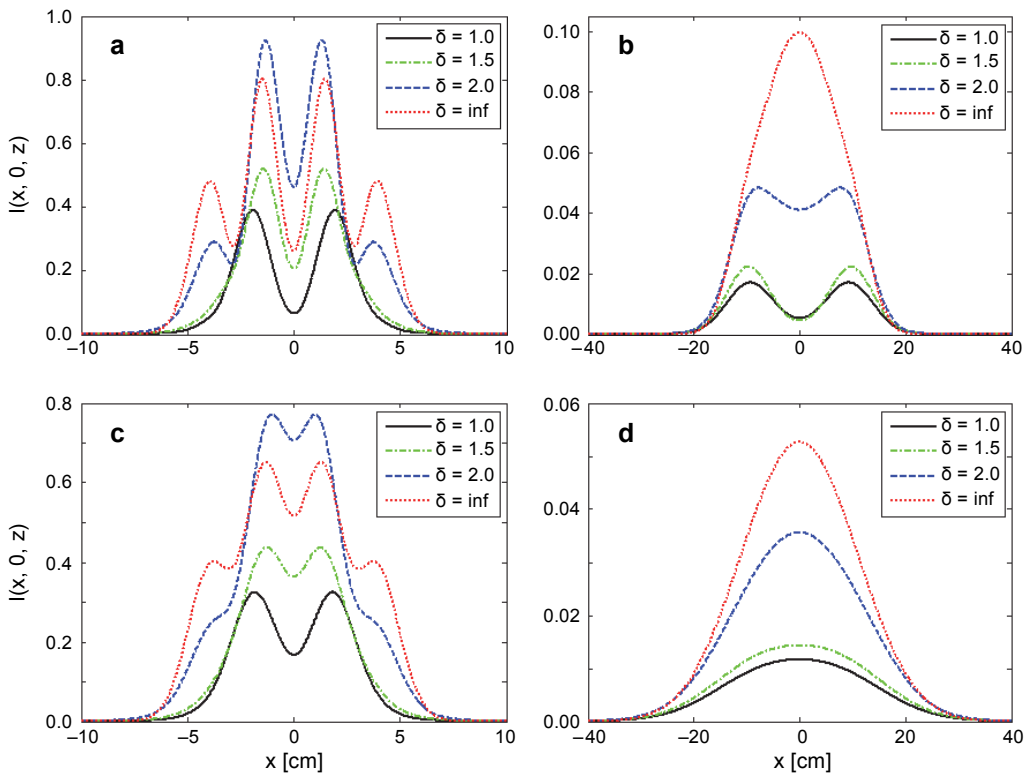 a
I(x, 0, z)
1.0
0.8
0.6
0.4
0.2
0.0
–10
–5
0
5
10
δ = 1.0
δ = 1.5
δ = 2.0
δ = inf
b
0.10
0.08
0.06
0.04
0.02
0.00
–40
–20
0
20
40
δ = 1.0
δ = 1.5
δ = 2.0
δ = inf
c
I(x, 0, z)
0.8
0.6
0.4
0.2
0.0
–10
–5
0
5
10
x [cm]
δ = 1.0
δ = 1.5
δ = 2.0
δ = inf
d
0.06
0.04
0.02
0.00
–40
–20
0
20
40
x [cm]
δ = 1.0
δ = 1.5
δ = 2.0
δ = inf